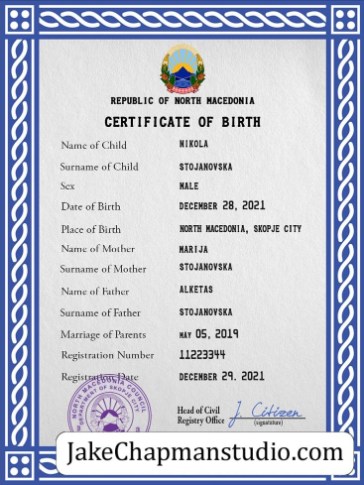 REPUBLIC OF NORTH MACEDONIA
CERTIFICATE OF BIRTH
Name of Child NIKOLA
Surname of Child STOJANOVSKA
Sex MALE
Date of Birth DECEMBER 28, 2021
Place of Birth NORTH MACEDONIA, SKOPJE CITY
Name of Mother MARIJA
Surname of Mother STOJANOVSKA
Name of Father ALKETAS
Surname of Father STOJANOVSKA
Marriage of Parents MAY 05, 2019
Registration Number 11223344
Registration Date DECEMBER 29. 2021
NORTH MACEDONIA COUNCIL
DEPARTMENT OF SKOPJE CITY
Head of Civil J. Citizen
Registry Office (signatute)
JakeChapmanstudio.com